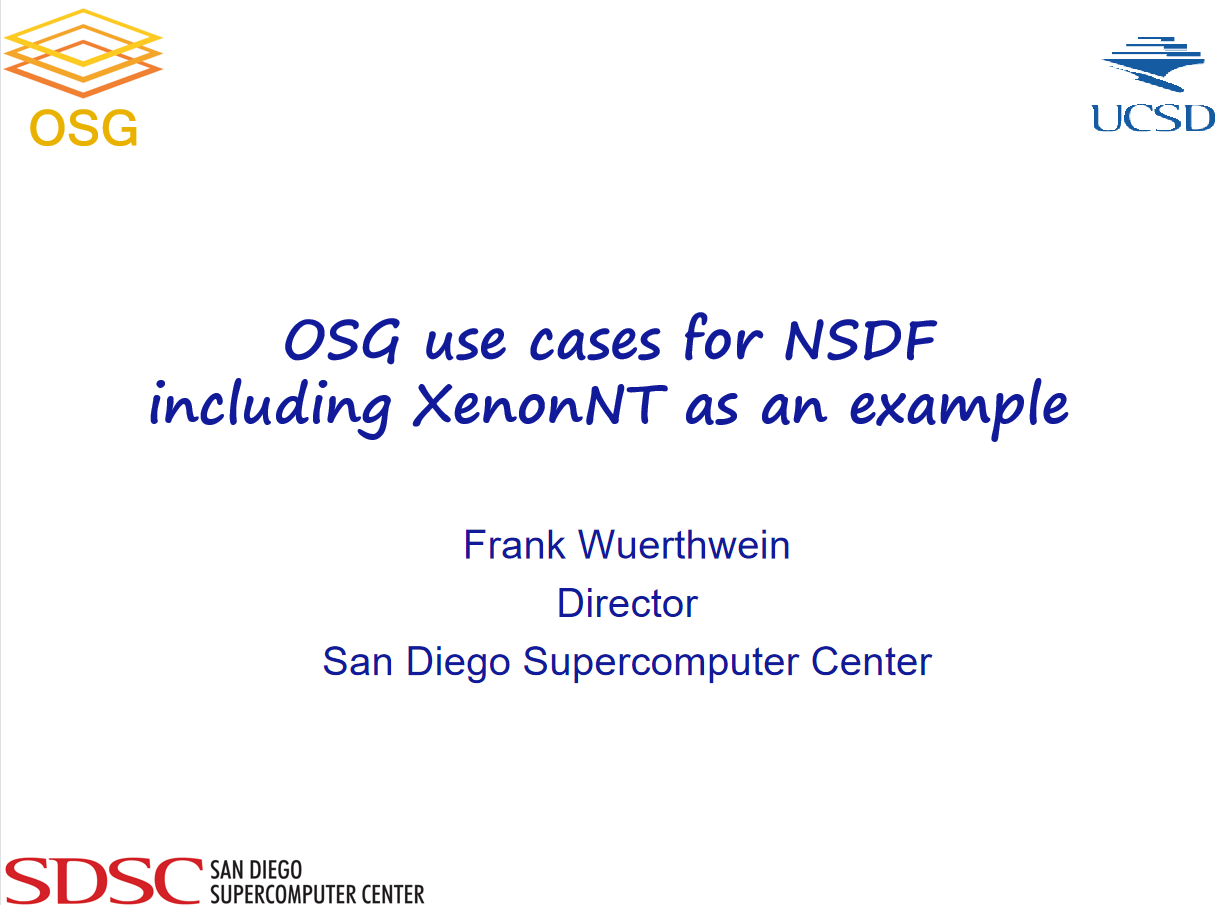 OSG
UCSD
OSG use cases for NSDF
including XenonNT as an example
Frank Wuerthwein
Director
San Diego Supercomputer Center
SDSC
SAN DIEGO
SUPERCOMPUTER CENTER